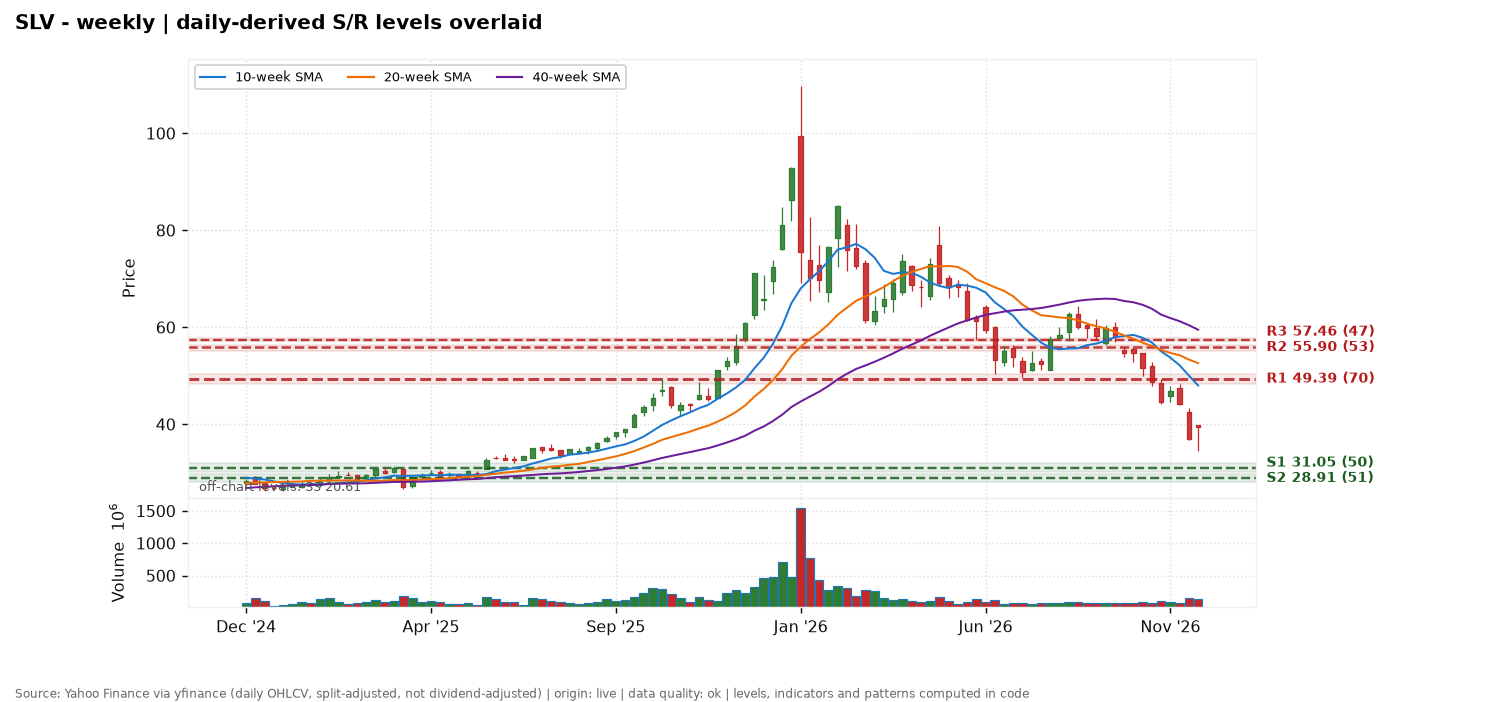 SLV - weekly | daily-derived S/R levels overlaid
10-week SMA
20-week SMA
40-week SMA
Price
100
80
60
40
R3 57.46 (47)
R2 55.90 (53)
R1 49.39 (70)
S1 31.05 (50)
S2 28.91 (51)
off-chart levels: S3 20.61
Volume 10⁶
1500
1000
500
Dec '24
Apr '25
Sep '25
Jan '26
Jun '26
Nov '26
Source: Yahoo Finance via yfinance (daily OHLCV, split-adjusted, not dividend-adjusted) | origin: live | data quality: ok | levels, indicators and patterns computed in code